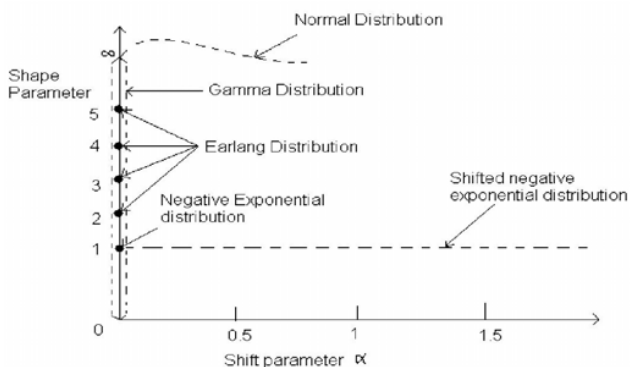 Normal Distribution
∞
Shape
Parameter
Gamma Distribution
5
4
Earlang Distribution
3
Negative Exponential
distribution
Shifted negative
exponential distribution
2
1
0
0.5
1
1.5
Shift parameter α